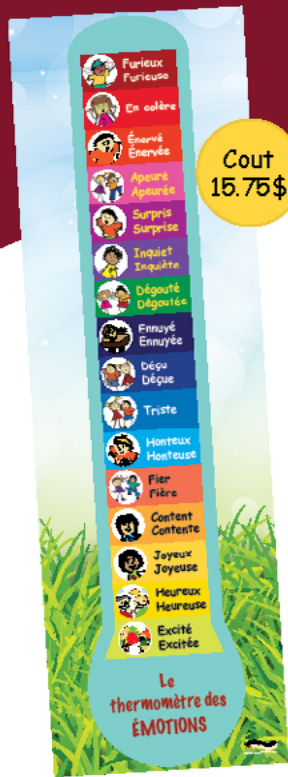 Furieux
Furieuse
En colère
Énervé
Énervée
Apeuré
Apeurée
Surpris
Surprise
Inquiet
Inquiète
Dégouté
Dégoutée
Ennuyé
Ennuyée
Déçu
Déçue
Triste
Honteux
Honteuse
Fier
Fière
Content
Contente
Joyeux
Joyeuse
Heureux
Heureuse
Excité
Excitée
Le
thermomètre des
ÉMOTIONS
Cout
15.75$